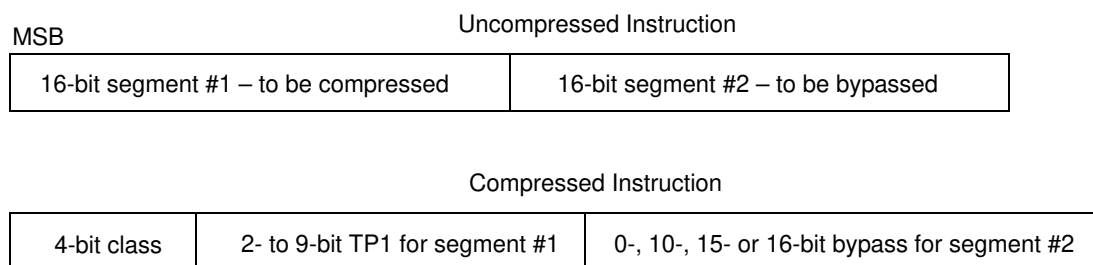 Uncompressed Instruction
MSB
16-bit segment #1 – to be compressed
16-bit segment #2 – to be bypassed
Compressed Instruction
4-bit class
2- to 9-bit TP1 for segment #1
0-, 10-, 15- or 16-bit bypass for segment #2